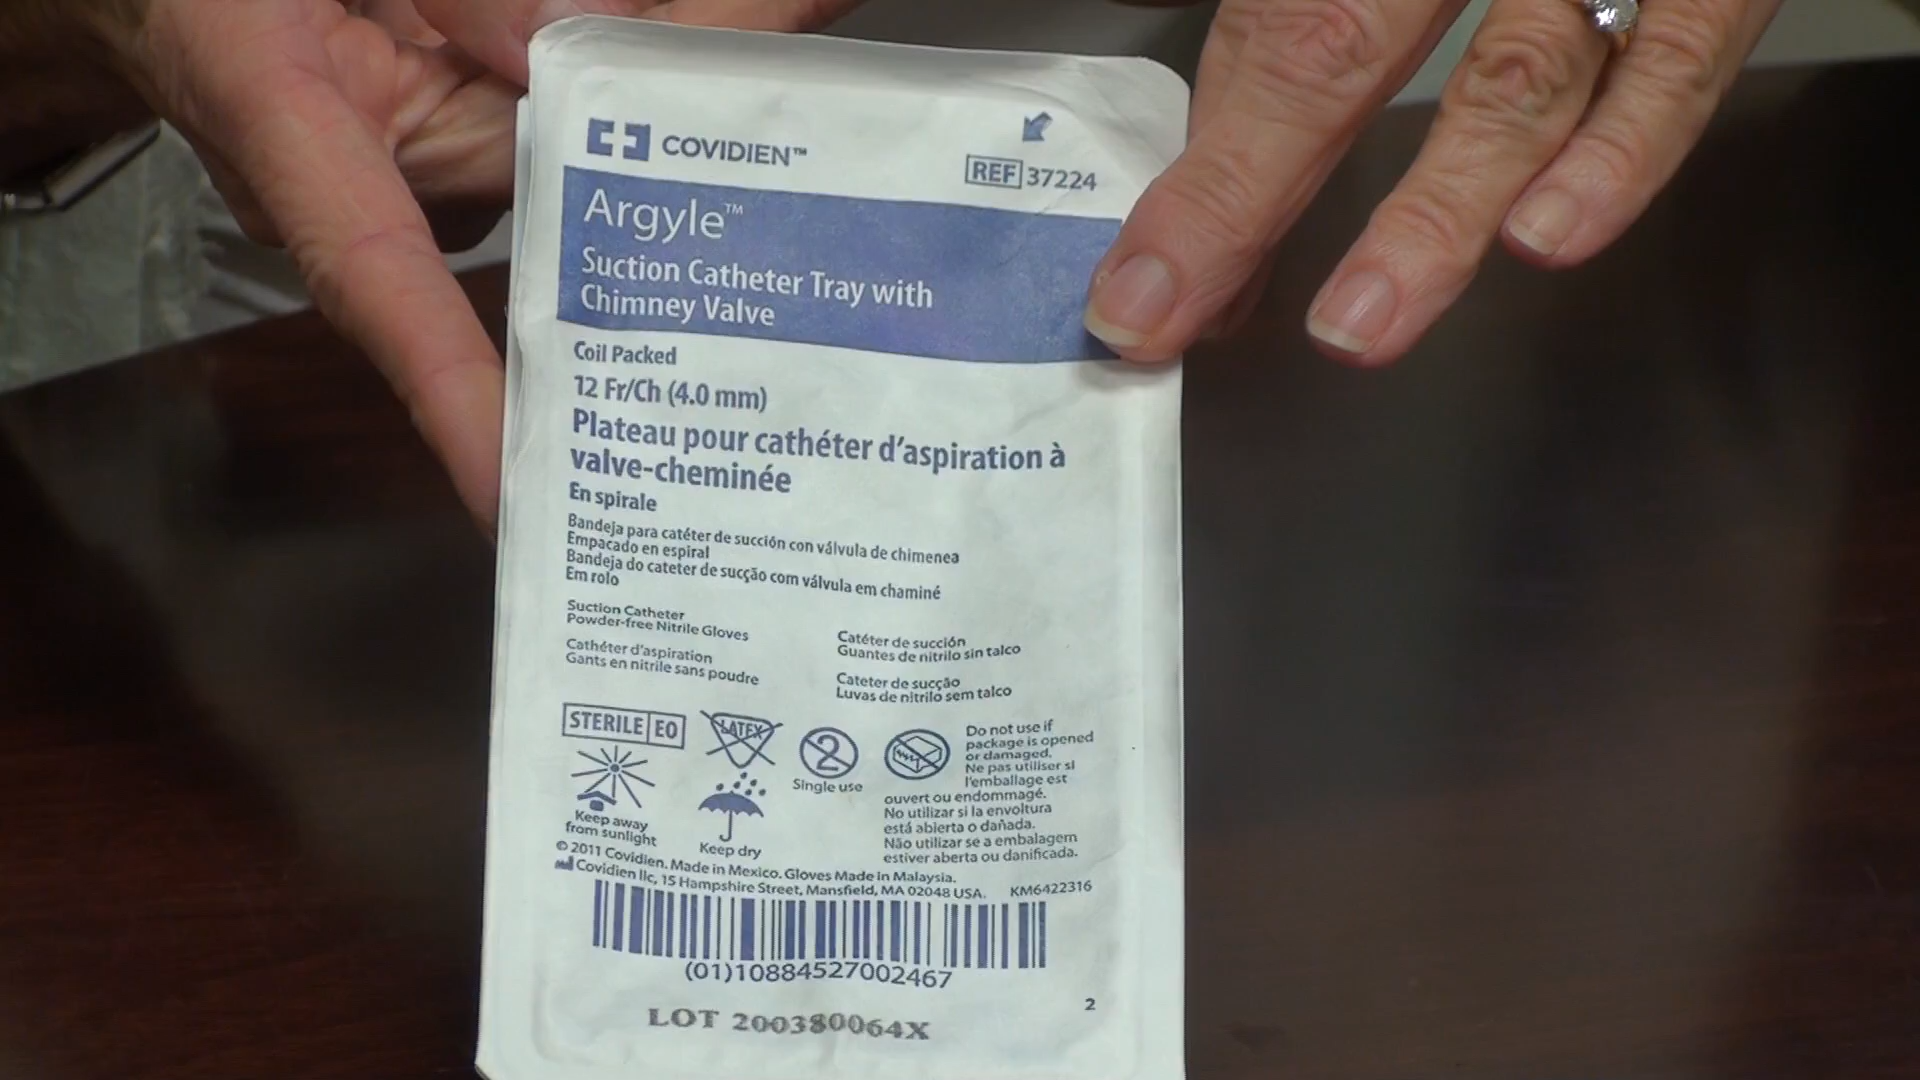 COVIDIEN™
REF 37224
Argyle™
Suction Catheter Tray with
Chimney Valve
Coil Packed
12 Fr/Ch (4.0 mm)
Plateau pour cathéter d'aspiration à
valve-cheminée
En spirale
Bandeja para catéter de succión con válvula de chimenea
Empacado en espiral
Bandeja do cateter de sucção com válvula em chaminé
Em rolo
Suction Catheter
Powder-free Nitrile Gloves
Cathéter d'aspiration
Gants en nitrile sans poudre
Catéter de succión
Guantes de nitrilo sin talco
Cateter de sucção
Luvas de nitrilo sem talco
STERILE EO
LATEX
2
Single use
Keep away
from sunlight
Keep dry
Do not use if
package is opened
or damaged.
Ne pas utiliser si
l'emballage est
ouvert ou endommagé.
No utilizar si la envoltura
está abierta o dañada.
Não utilizar se a embalagem
estiver aberta ou danificada.
© 2011 Covidien. Made in Mexico. Gloves Made in Malaysia.
Covidien llc, 15 Hampshire Street, Mansfield, MA 02048 USA.
KM6422316
(01)10884527002467
2
LOT 200380064X